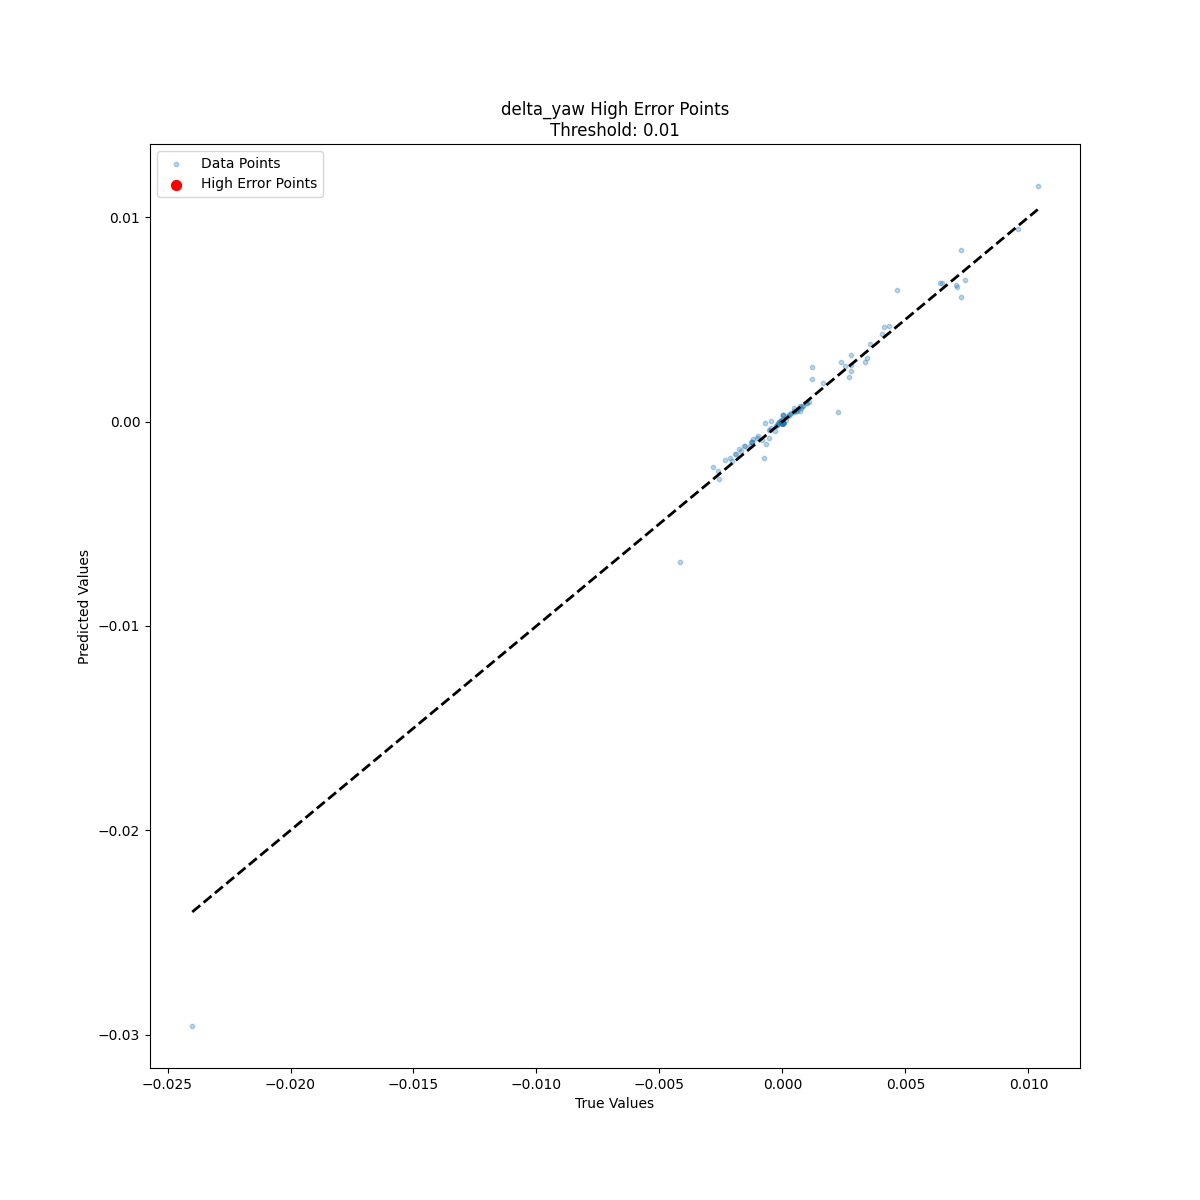 delta_yaw High Error Points
Threshold: 0.01
Data Points
High Error Points
0.01
0.00
−0.01
−0.02
−0.03
Predicted Values
−0.025
−0.020
−0.015
−0.010
−0.005
0.000
0.005
0.010
True Values